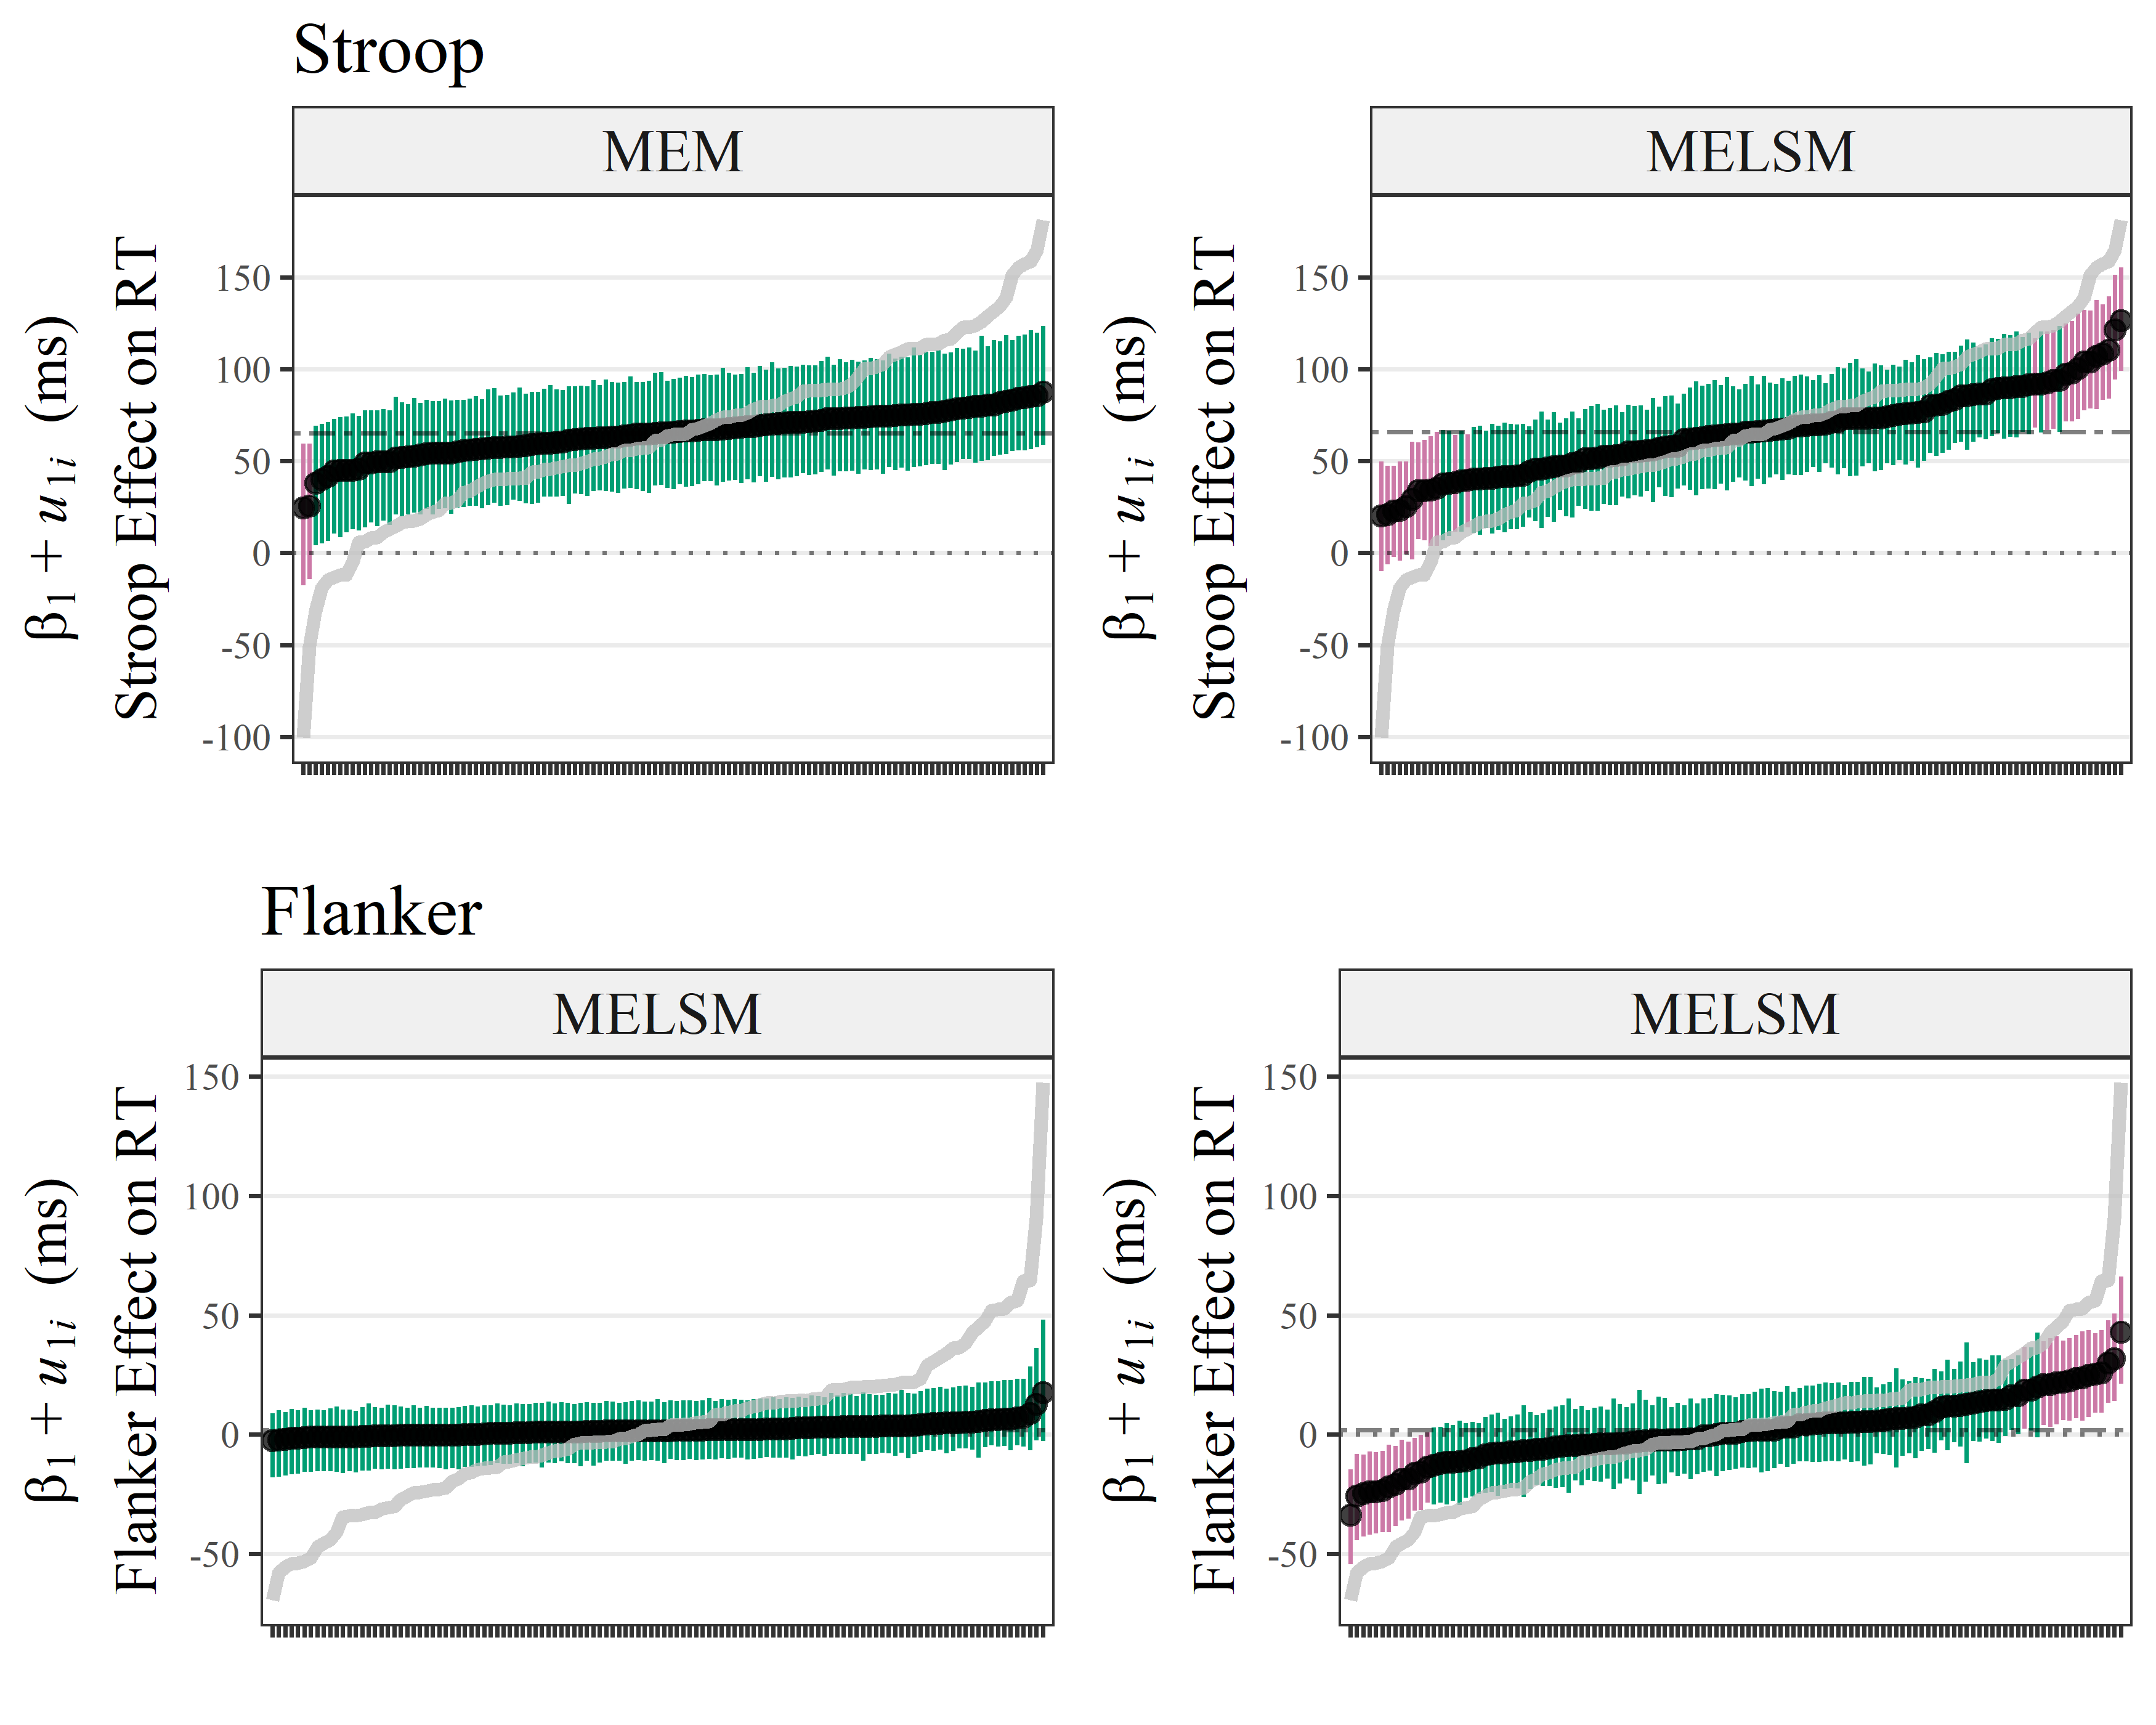 Stroop
MEM
MELSM
β1 + u1i (ms)
Stroop Effect on RT
150
100
50
0
-50
-100
β1 + u1i (ms)
Stroop Effect on RT
150
100
50
0
-50
-100
Flanker
MELSM
MELSM
β1 + u1i (ms)
Flanker Effect on RT
150
100
50
0
-50
β1 + u1i (ms)
Flanker Effect on RT
150
100
50
0
-50